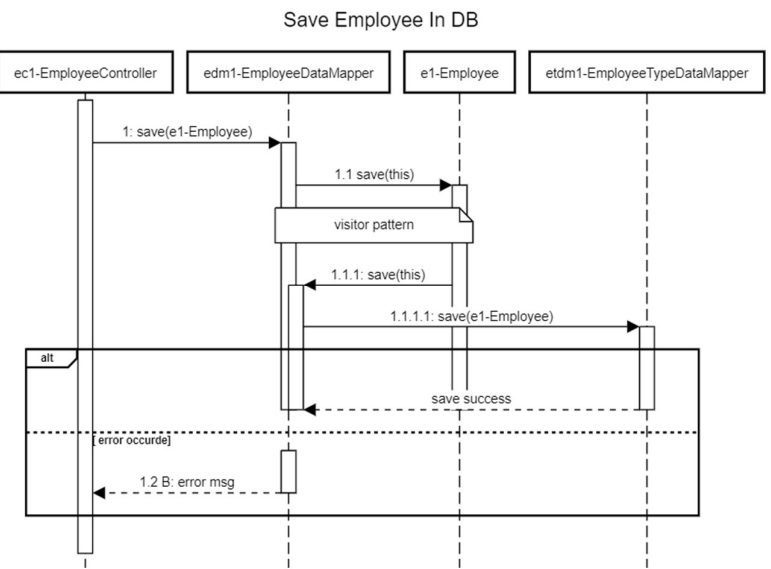 Save Employee In DB
ec1-EmployeeController
edm1-EmployeeDataMapper
e1-Employee
etdm1-EmployeeTypeDataMapper
1: save(e1-Employee)
1.1 save(this)
visitor pattern
1.1.1: save(this)
1.1.1.1: save(e1-Employee)
alt
save success
[ error occurde]
1.2 B: error msg